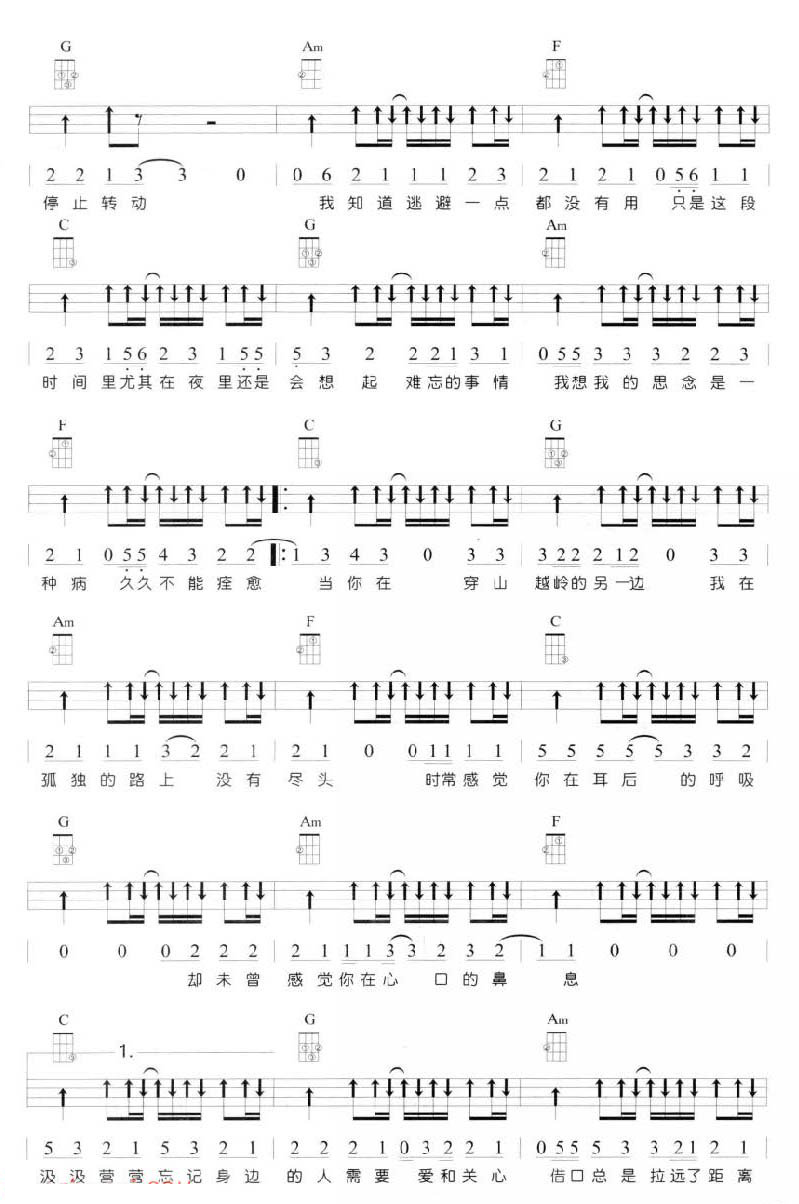 G Am F
2 2 1 3 3 0 0 6 2 1 1 1 2 3 2 1 2 1 0 5 6 1 1
停止转动 我知道逃避一点 都没有用 只是这段
C G Am
2 3 1 5 6 2 3 1 5 5 5 3 2 2 2 1 3 1 0 5 5 3 3 3 2 2 3
时间里尤其在夜里还是 会想起 难忘的事情 我想我的思念是一
F C G
2 1 0 5 5 4 3 2 2 1 3 4 3 0 3 3 3 2 2 2 1 2 0 3 3
种病 久久不能痊愈 当你在 穿山 越岭的另一边 我在
Am F C
2 1 1 1 3 2 2 1 2 1 0 0 1 1 1 1 5 5 5 5 5 3 3 2
孤独的路上 没有 尽头 时常感觉 你在耳后 的呼吸
G Am F
0 0 0 2 2 2 2 1 1 1 3 3 2 3 2 1 1 0 0 0
却未曾 感觉你在心 口的鼻 息
C G Am
1.
5 3 2 1 5 3 2 1 2 2 2 1 0 3 2 2 1 0 5 5 5 3 3 2 1 2 1
汲汲营营忘记身边 的人需要 爱和关心 借口总是拉远了距离